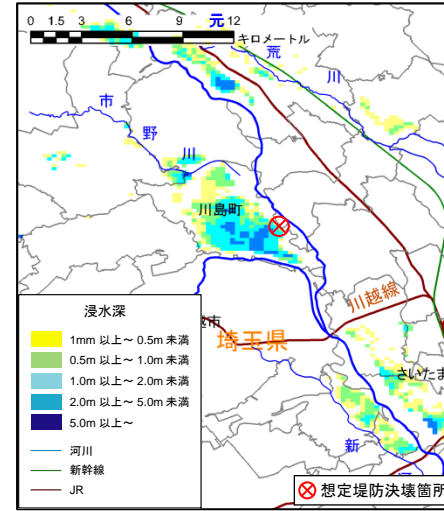 0 1.5 3 6 9 12
キロメートル
元
荒
川
市
野
川
川島町
川越線
埼玉県
さいたま
新
浸水深
1mm 以上～ 0.5m 未満
0.5m 以上～ 1.0m 未満
1.0m 以上～ 2.0m 未満
2.0m 以上～ 5.0m 未満
5.0m 以上～
河川
新幹線
JR
想定堤防決壊箇所